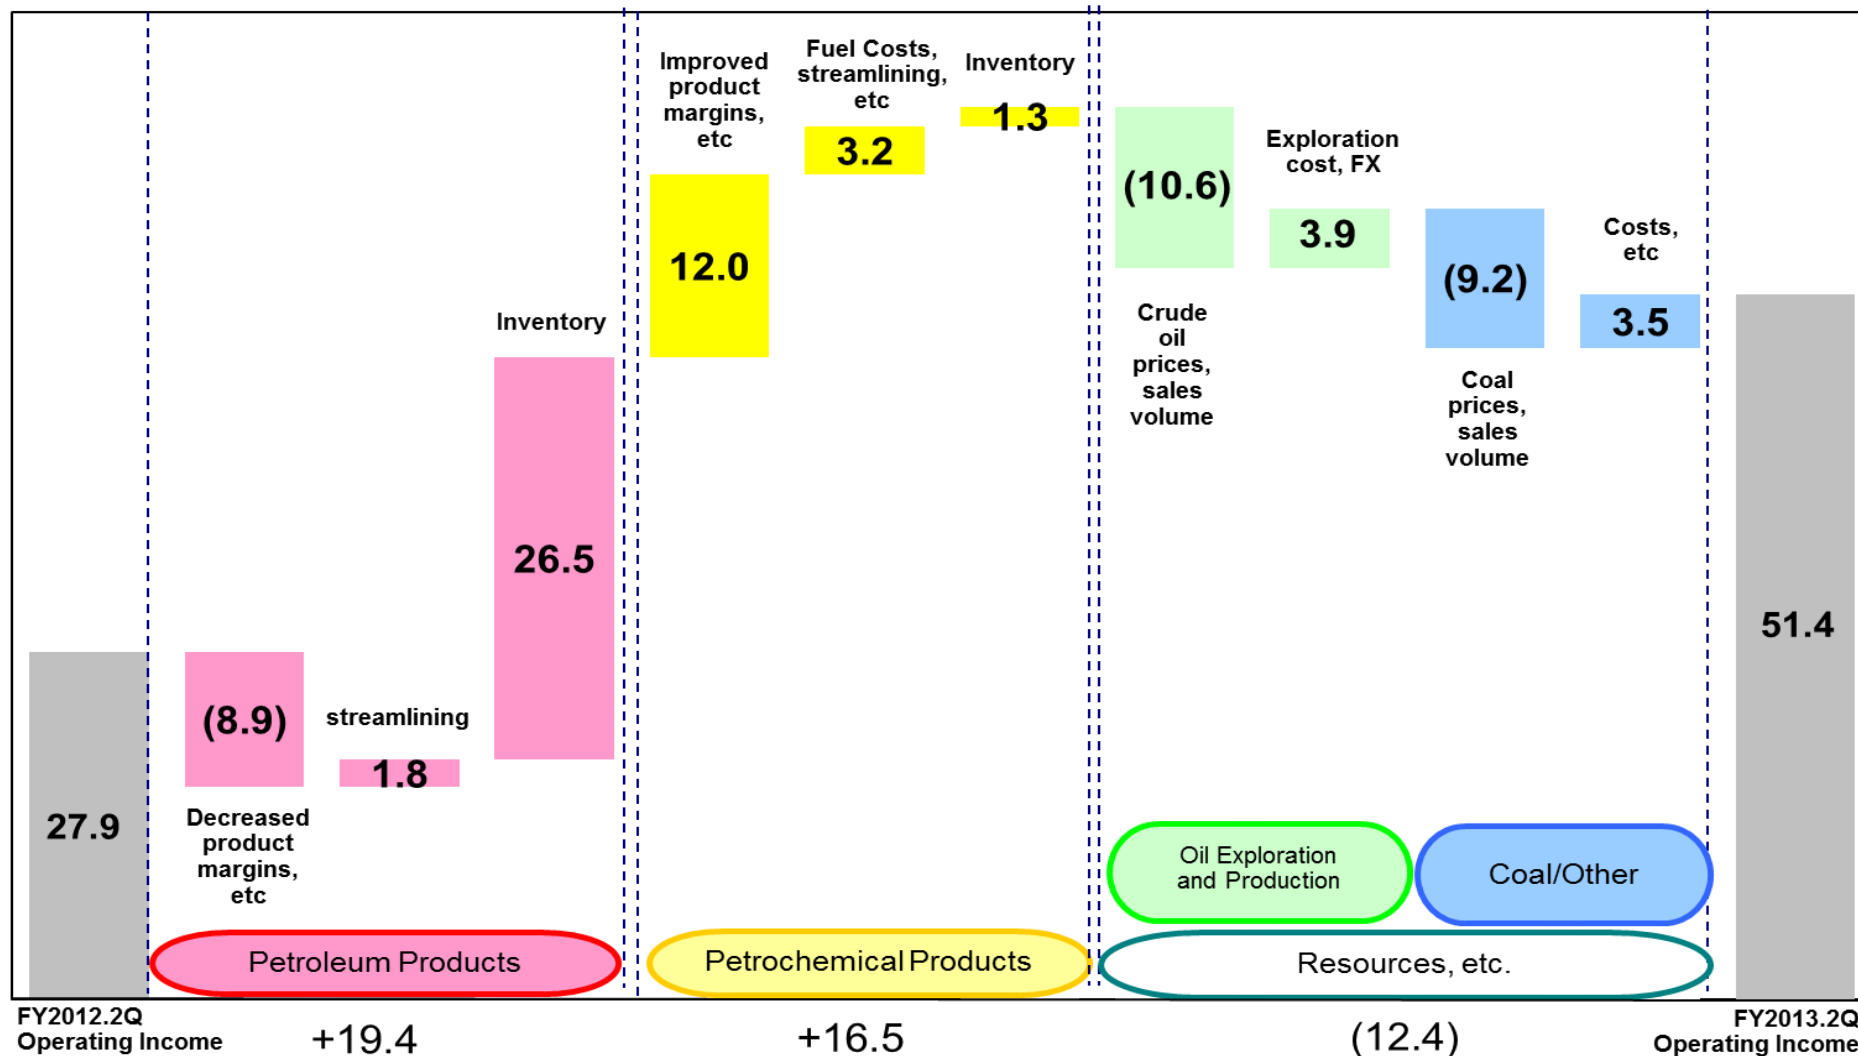 Improved
product
margins,
etc
Fuel Costs,
streamlining,
etc
Inventory
1.3
3.2
(10.6)
Exploration
cost, FX
3.9
12.0
(9.2)
Costs,
etc
3.5
Inventory
Crude
oil
prices,
sales
volume
Coal
prices,
sales
volume
26.5
51.4
(8.9)
streamlining
1.8
27.9
Decreased
product
margins,
etc
Oil Exploration
and Production
Coal/Other
Petroleum Products
Petrochemical Products
Resources, etc.
FY2012.2Q
Operating Income
+19.4
+16.5
(12.4)
FY2013.2Q
Operating Income